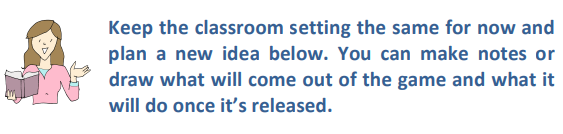 Keep the classroom setting the same for now and
plan a new idea below. You can make notes or
draw what will come out of the game and what it
will do once it’s released.